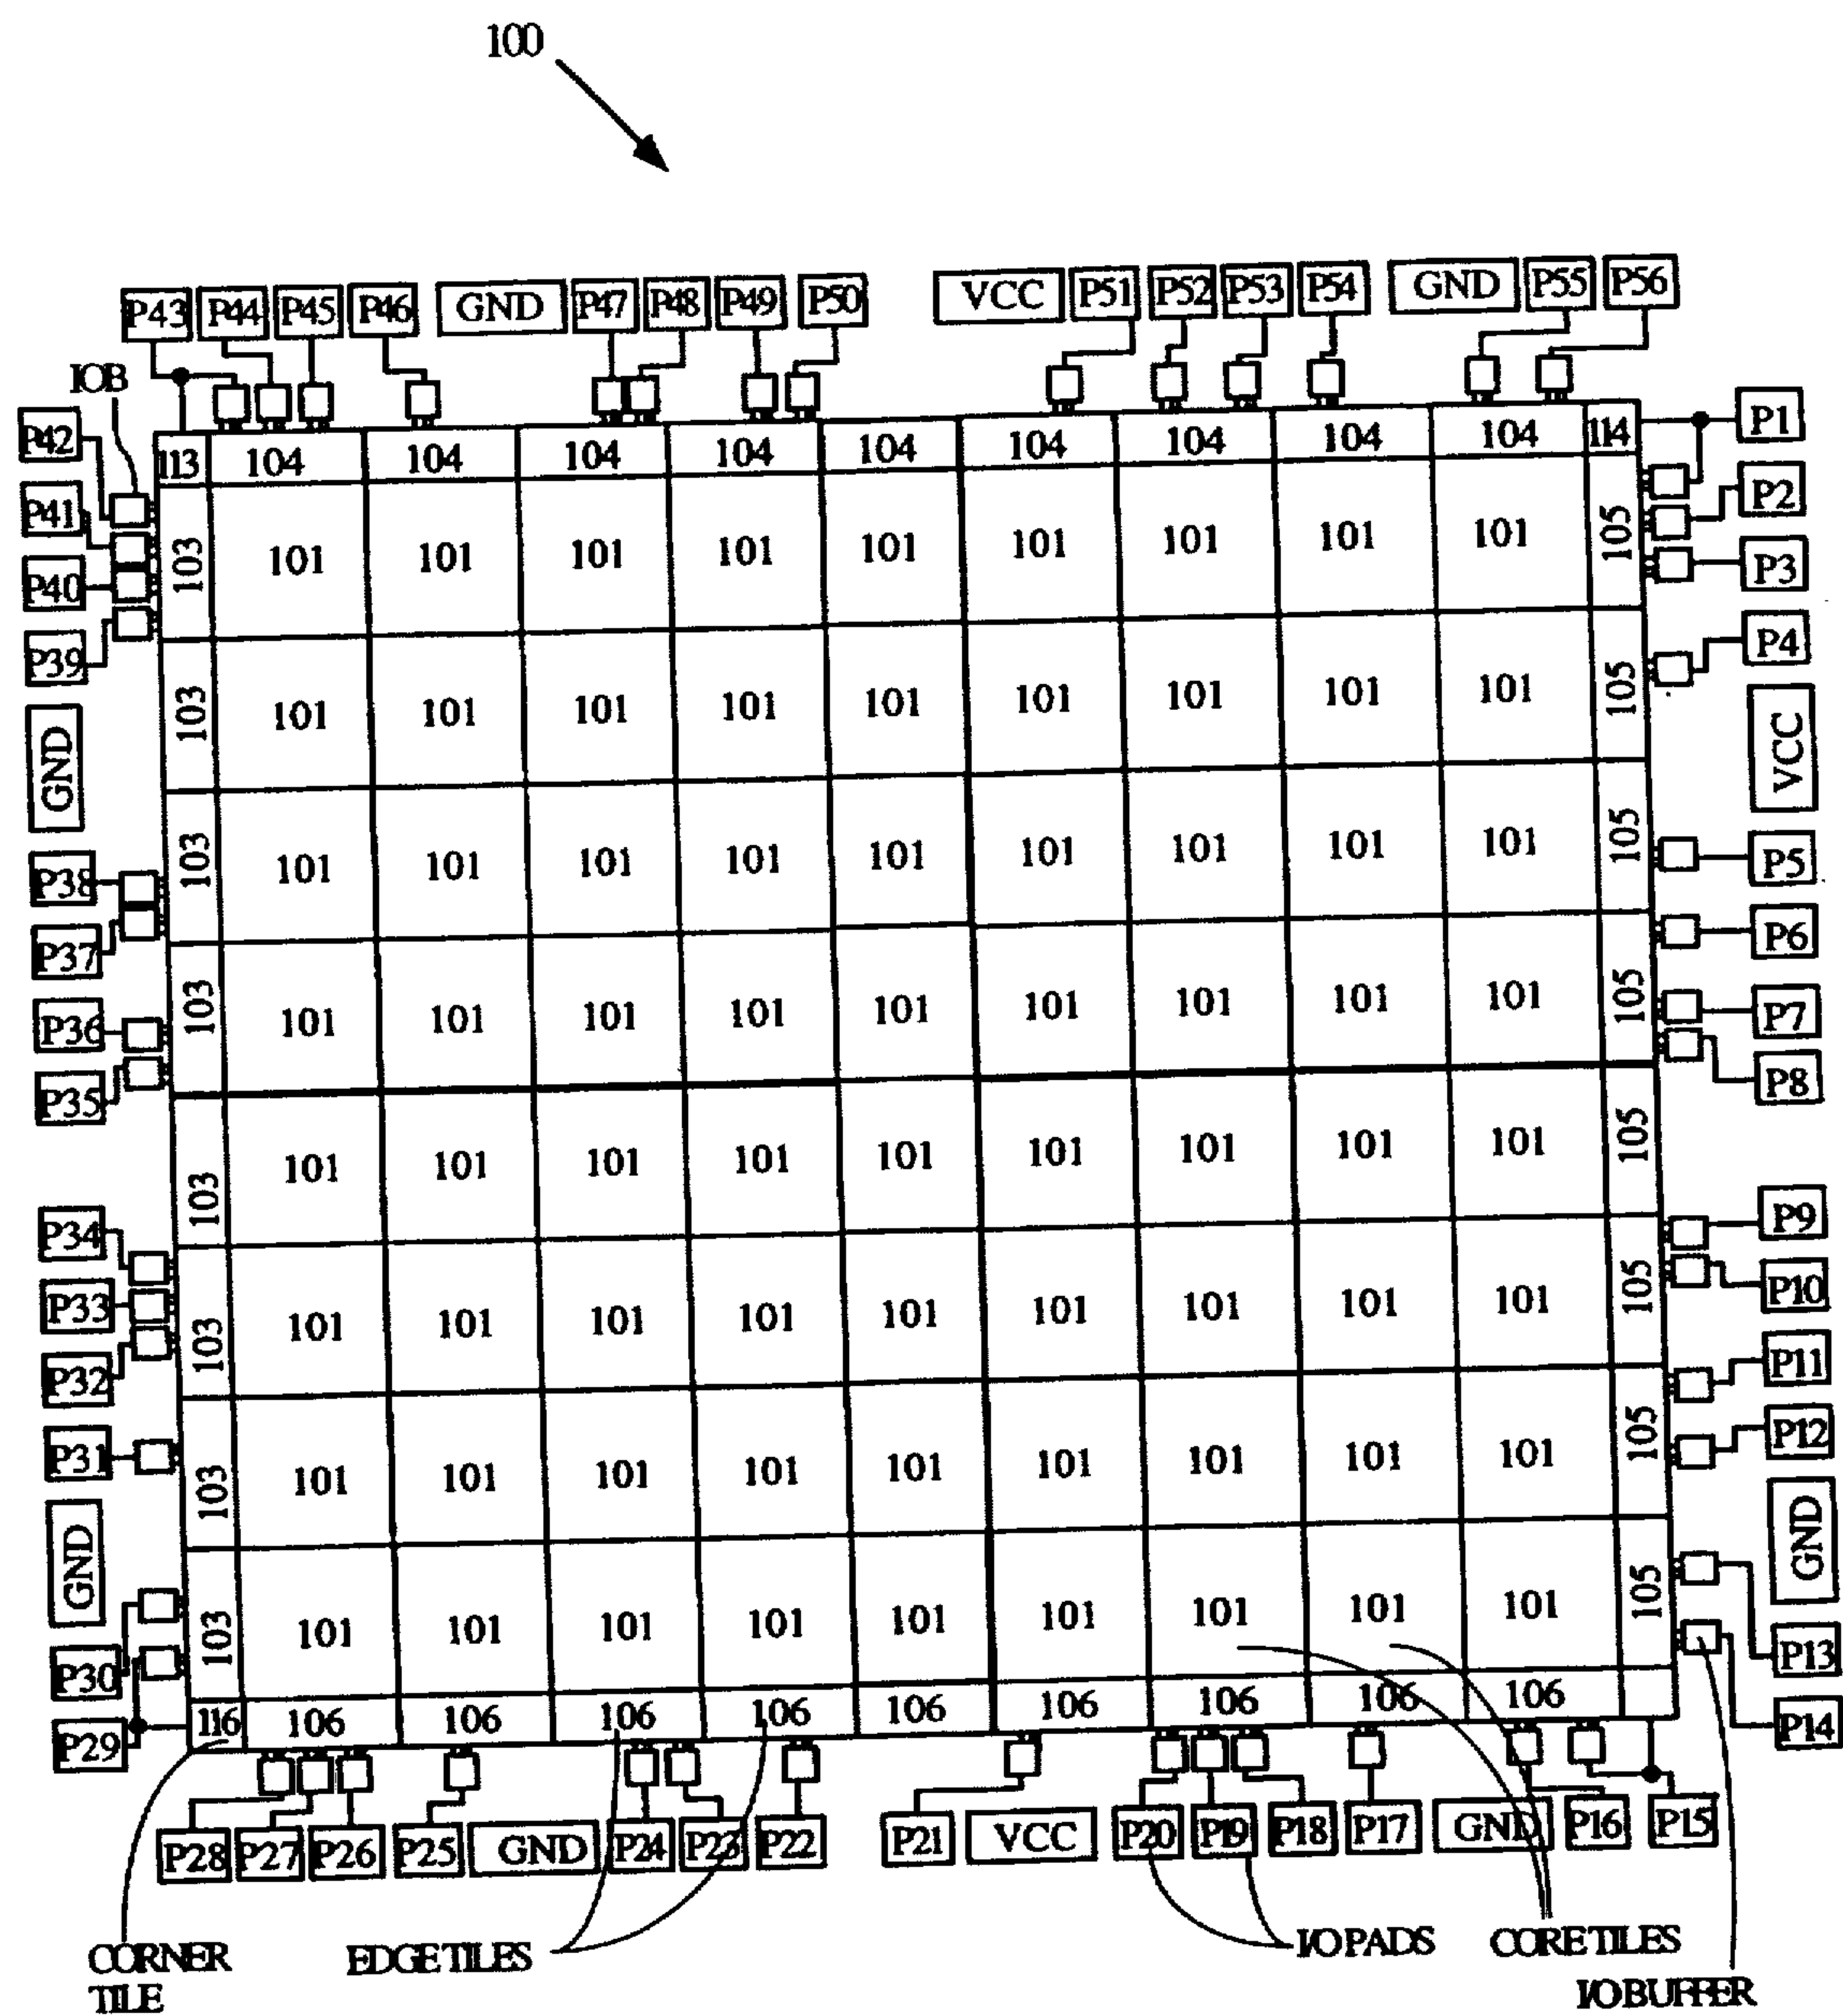 100
P43 P44 P45 P46 GND P47 P48 P49 P50 VCC P51 P52 P53 P54 GND P55 P56
IOB
P42
P41
P40
P39
GND
P38
P37
P36
P35
P34
P33
P32
P31
GND
P30
P29
113 104 104 104 104 104 104 104 104 104 114
103 101 101 101 101 101 101 101 101 101 105
103 101 101 101 101 101 101 101 101 101 105
103 101 101 101 101 101 101 101 101 101 105
103 101 101 101 101 101 101 101 101 101 105
103 101 101 101 101 101 101 101 101 101 105
103 101 101 101 101 101 101 101 101 101 105
103 101 101 101 101 101 101 101 101 101 105
103 101 101 101 101 101 101 101 101 101 105
116 106 106 106 106 106 106 106 106 106
P1
P2
P3
P4
VCC
P5
P6
P7
P8
P9
P10
P11
P12
GND
P13
P14
P28 P27 P26 P25 GND P24 P23 P22 P21 VCC P20 P19 P18 P17 GND P16 P15
CORNER
TILE
EDGE TILES
I/O PADS
CORE TILES
I/O BUFFER